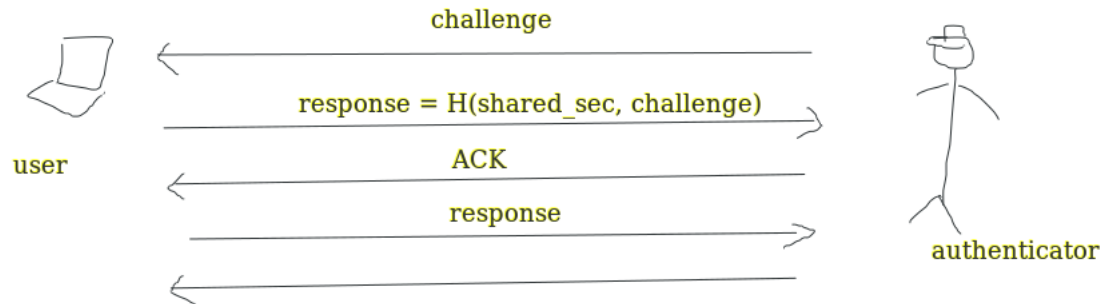 challenge
response = H(shared_sec, challenge)
ACK
user
response
authenticator